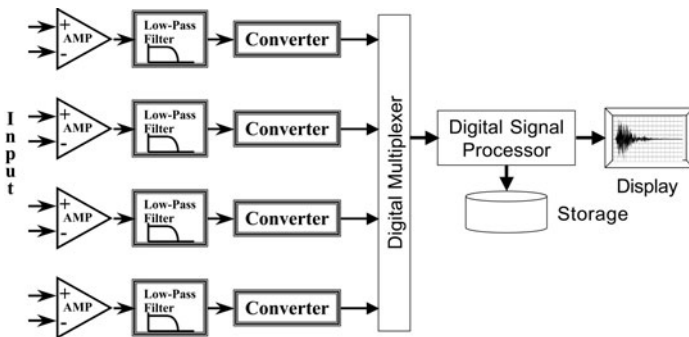 Input
+
-
AMP
Low-Pass
Filter
Converter
+
-
AMP
Low-Pass
Filter
Converter
+
-
AMP
Low-Pass
Filter
Converter
+
-
AMP
Low-Pass
Filter
Converter
Digital Multiplexer
Digital Signal
Processor
Display
Storage